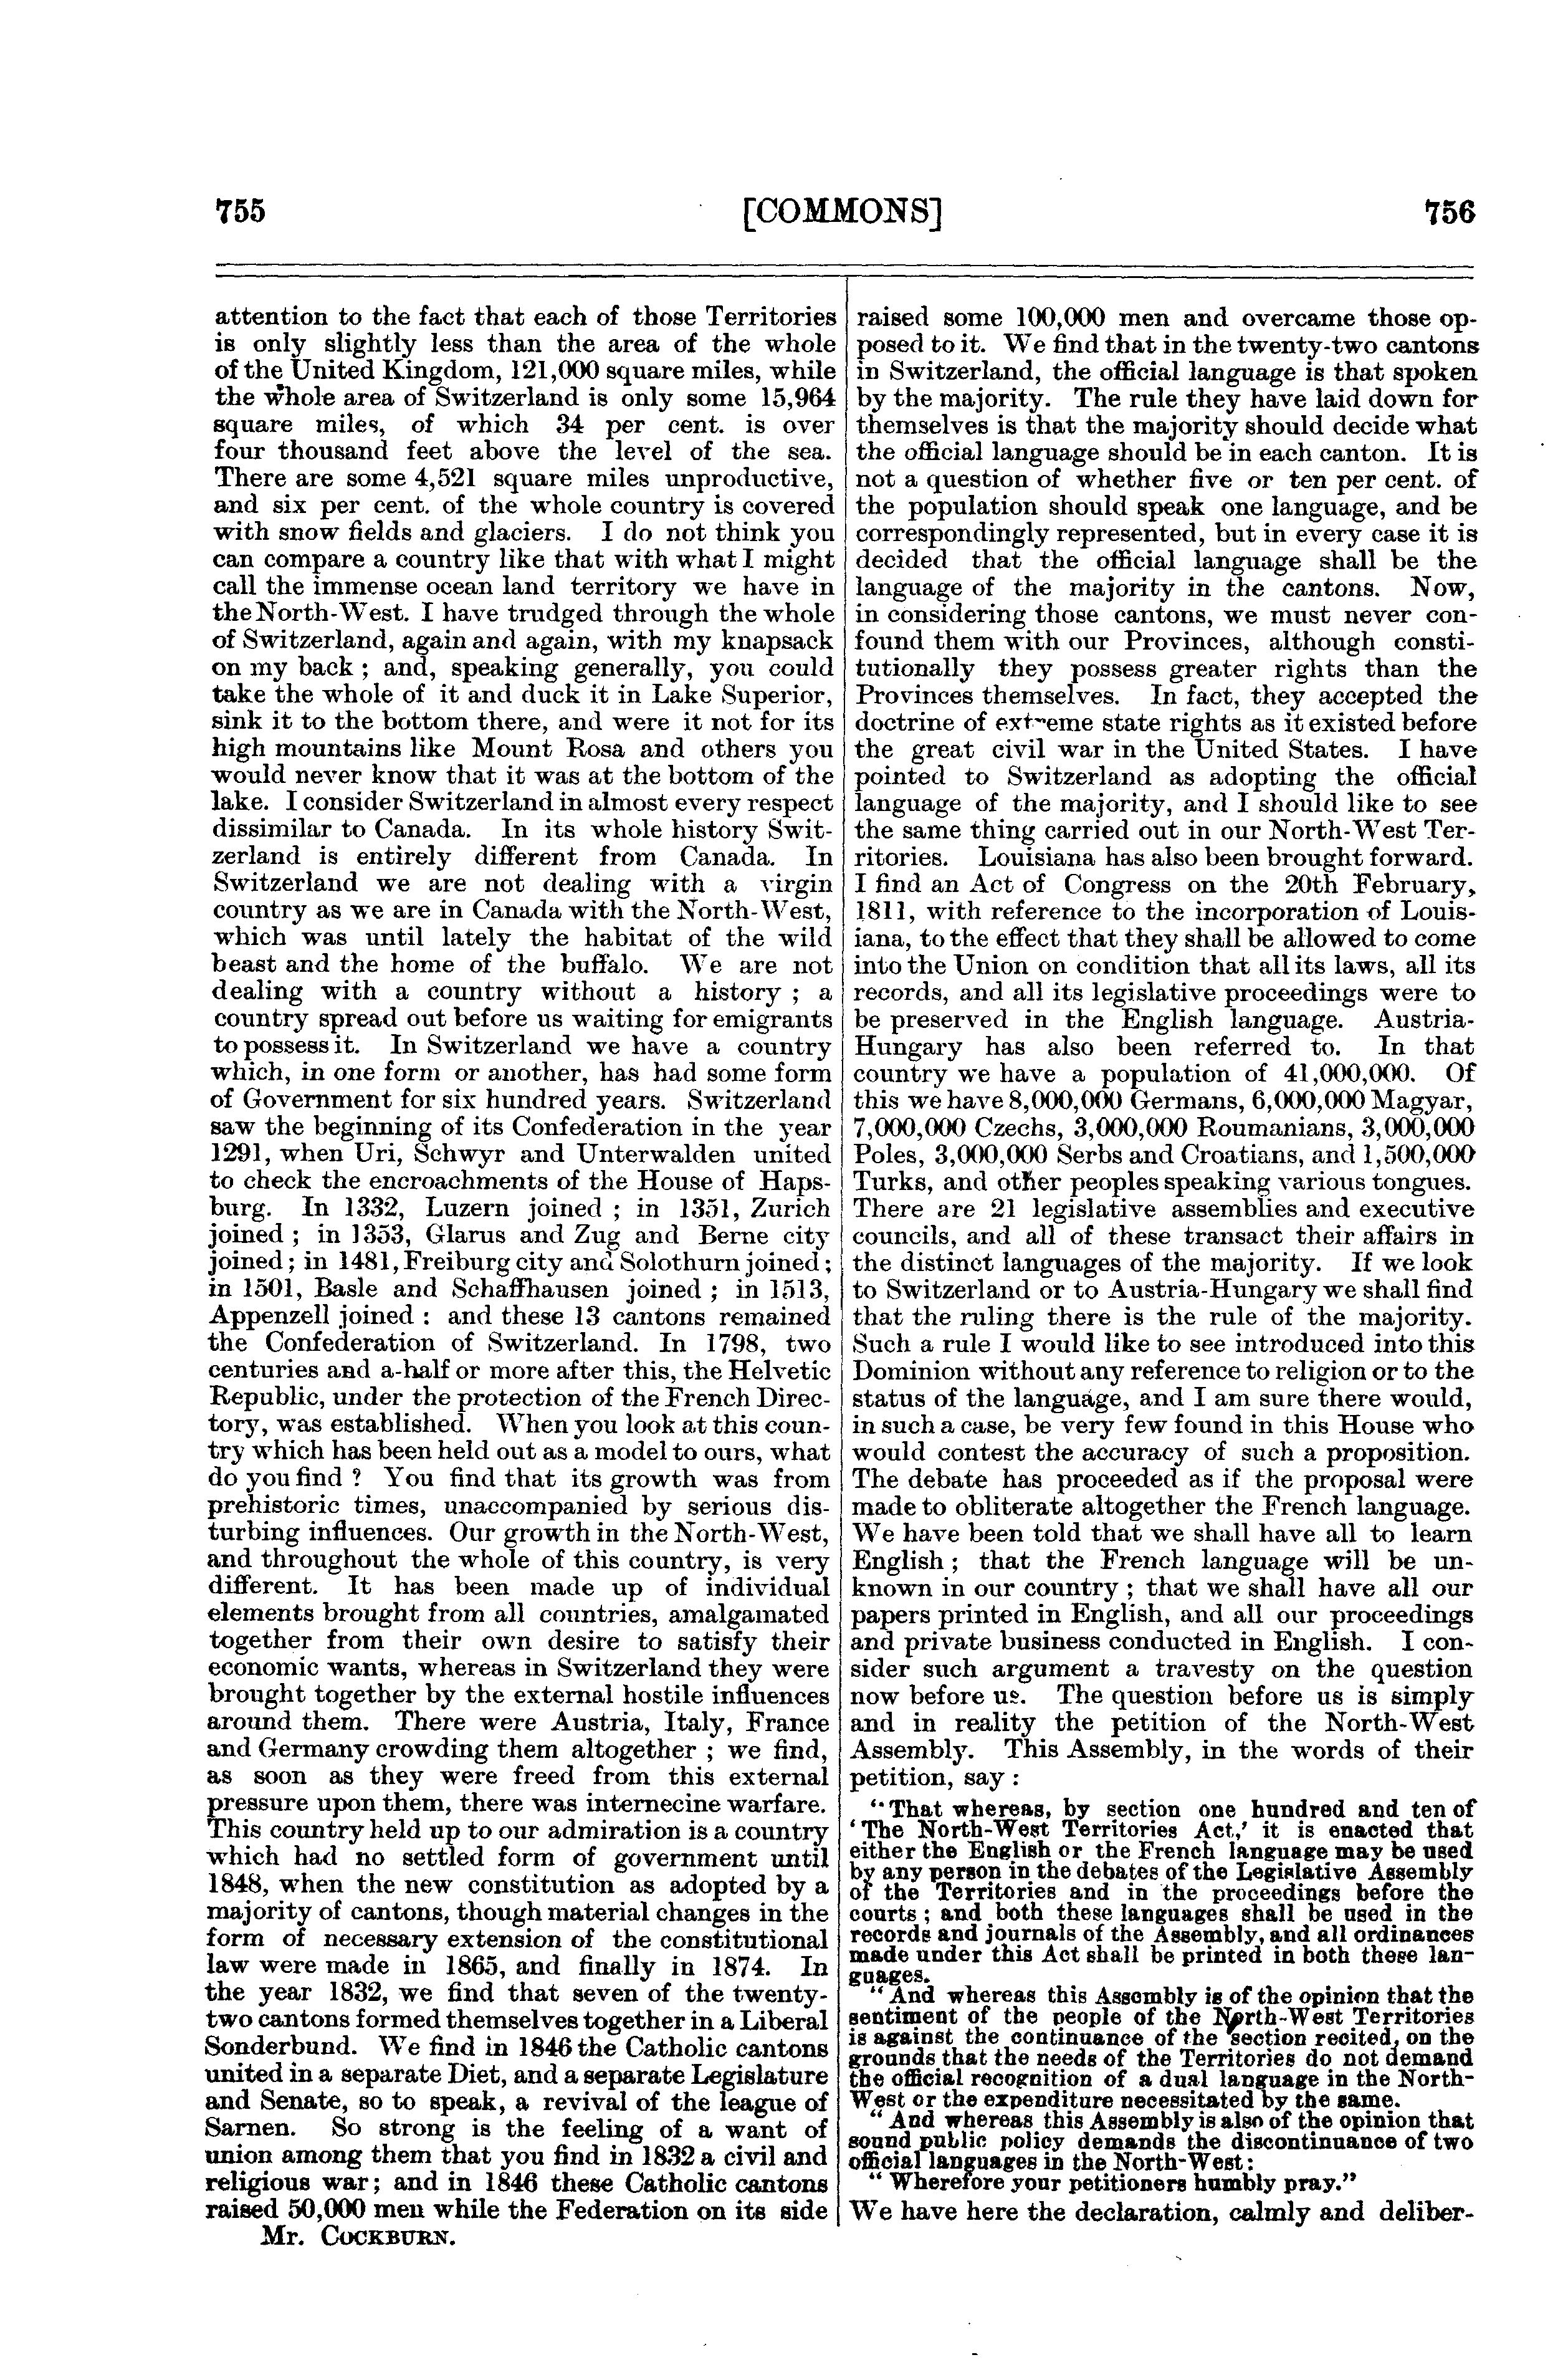 755 [COMMONS] 756
attention to the fact that each of those Territories
is only slightly less than the area of the whole
of the United Kingdom, 121,000 square miles, while
the whole area of Switzerland is only some 15,964
square miles, of which 34 per cent. is over
four thousand feet above the level of the sea.
There are some 4,521 square miles unproductive,
and six per cent. of the whole country is covered
with snow fields and glaciers. I do not think you
can compare a country like that with what I might
call the immense ocean land territory we have in
the North-West. I have trudged through the whole
of Switzerland, again and again, with my knapsack
on my back ; and, speaking generally, you could
take the whole of it and duck it in Lake Superior,
sink it to the bottom there, and were it not for its
high mountains like Mount Rosa and others you
would never know that it was at the bottom of the
lake. I consider Switzerland in almost every respect
dissimilar to Canada. In its whole history Swit-
zerland is entirely different from Canada. In
Switzerland we are not dealing with a virgin
country as we are in Canada with the North-West,
which was until lately the habitat of the wild
beast and the home of the buffalo. We are not
dealing with a country without a history ; a
country spread out before us waiting for emigrants
to possess it. In Switzerland we have a country
which, in one form or another, has had some form
of Government for six hundred years. Switzerland
saw the beginning of its Confederation in the year
1291, when Uri, Schwyr and Unterwalden united
to check the encroachments of the House of Haps-
burg. In 1332, Luzern joined ; in 1351, Zurich
joined ; in 1353, Glarus and Zug and Berne city
joined ; in 1481, Freiburg city and Solothurn joined ;
in 1501, Basle and Schaffhausen joined ; in 1513,
Appenzell joined : and these 13 cantons remained
the Confederation of Switzerland. In 1798, two
centuries and a-half or more after this, the Helvetic
Republic, under the protection of the French Direc-
tory, was established. When you look at this coun-
try which has been held out as a model to ours, what
do you find ? You find that its growth was from
prehistoric times, unaccompanied by serious dis-
turbing influences. Our growth in the North-West,
and throughout the whole of this country, is very
different. It has been made up of individual
elements brought from all countries, amalgamated
together from their own desire to satisfy their
economic wants, whereas in Switzerland they were
brought together by the external hostile influences
around them. There were Austria, Italy, France
and Germany crowding them altogether ; we find,
as soon as they were freed from this external
pressure upon them, there was internecine warfare.
This country held up to our admiration is a country
which had no settled form of government until
1848, when the new constitution as adopted by a
majority of cantons, though material changes in the
form of necessary extension of the constitutional
law were made in 1865, and finally in 1874. In
the year 1832, we find that seven of the twenty-
two cantons formed themselves together in a Liberal
Sonderbund. We find in 1846 the Catholic cantons
united in a separate Diet, and a separate Legislature
and Senate, so to speak, a revival of the league of
Sarnen. So strong is the feeling of a want of
union among them that you find in 1832 a civil and
religious war ; and in 1846 these Catholic cantons
raised 50,000 men while the Federation on its side
Mr. COCKBURN.
raised some 100,000 men and overcame those op-
posed to it. We find that in the twenty-two cantons
in Switzerland, the official language is that spoken
by the majority. The rule they have laid down for
themselves is that the majority should decide what
the official language should be in each canton. It is
not a question of whether five or ten per cent. of
the population should speak one language, and be
correspondingly represented, but in every case it is
decided that the official language shall be the
language of the majority in the cantons. Now,
in considering those cantons, we must never con-
found them with our Provinces, although consti-
tutionally they possess greater rights than the
Provinces themselves. In fact, they accepted the
doctrine of extreme state rights as it existed before
the great civil war in the United States. I have
pointed to Switzerland as adopting the official
language of the majority, and I should like to see
the same thing carried out in our North-West Ter-
ritories. Louisiana has also been brought forward.
I find an Act of Congress on the 20th February,
1811, with reference to the incorporation of Louis-
iana, to the effect that they shall be allowed to come
into the Union on condition that all its laws, all its
records, and all its legislative proceedings were to
be preserved in the English language. Austria-
Hungary has also been referred to. In that
country we have a population of 41,000,000. Of
this we have 8,000,000 Germans, 6,000,000 Magyar,
7,000,000 Czechs, 3,000,000 Roumanians, 3,000,000
Poles, 3,000,000 Serbs and Croatians, and 1,500,000
Turks, and other peoples speaking various tongues.
There are 21 legislative assemblies and executive
councils, and all of these transact their affairs in
the distinct languages of the majority. If we look
to Switzerland or to Austria-Hungary we shall find
that the ruling there is the rule of the majority.
Such a rule I would like to see introduced into this
Dominion without any reference to religion or to the
status of the language, and I am sure there would,
in such a case, be very few found in this House who
would contest the accuracy of such a proposition.
The debate has proceeded as if the proposal were
made to obliterate altogether the French language.
We have been told that we shall have all to learn
English ; that the French language will be un-
known in our country ; that we shall have all our
papers printed in English, and all our proceedings
and private business conducted in English. I con-
sider such argument a travesty on the question
now before us. The question before us is simply
and in reality the petition of the North-West
Assembly. This Assembly, in the words of their
petition, say :
"That whereas, by section one hundred and ten of
'The North-West Territories Act,' it is enacted that
either the English or the French language may be used
by any person in the debates of the Legislative Assembly
of the Territories and in the proceedings before the
courts ; and both these languages shall be used in the
records and journals of the Assembly, and all ordinances
made under this Act shall be printed in both these lan-
guages.
"And whereas this Assembly is of the opinion that the
sentiment of the people of the North-West Territories
is against the continuance of the section recited, on the
grounds that the needs of the Territories do not demand
the official recognition of a dual language in the North-
West or the expenditure necessitated by the same.
"And whereas this Assembly is also of the opinion that
sound public policy demands the discontinuance of two
official languages in the North-West :
"Wherefore your petitioners humbly pray."
We have here the declaration, calmly and deliber-